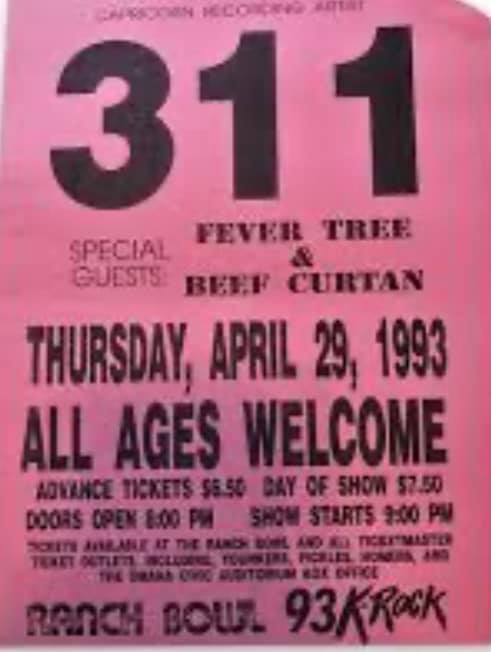 CAPRICORN RECORDING ARTIST
311
SPECIAL GUESTS:
FEVER TREE
&
BEEF CURTAN
THURSDAY, APRIL 29, 1993
ALL AGES WELCOME
ADVANCE TICKETS $6.50 DAY OF SHOW $7.50
DOORS OPEN 8:00 PM SHOW STARTS 9:00 PM
TICKETS AVAILABLE AT THE RANCH BOWL AND ALL TICKETMASTER
TICKET OUTLETS, INCLUDING, YOUNKERS, PICKLES, HOMERS, AND
THE OMAHA CIVIC AUDITORIUM BOX OFFICE
RANCH BOWL 93 K-ROCK